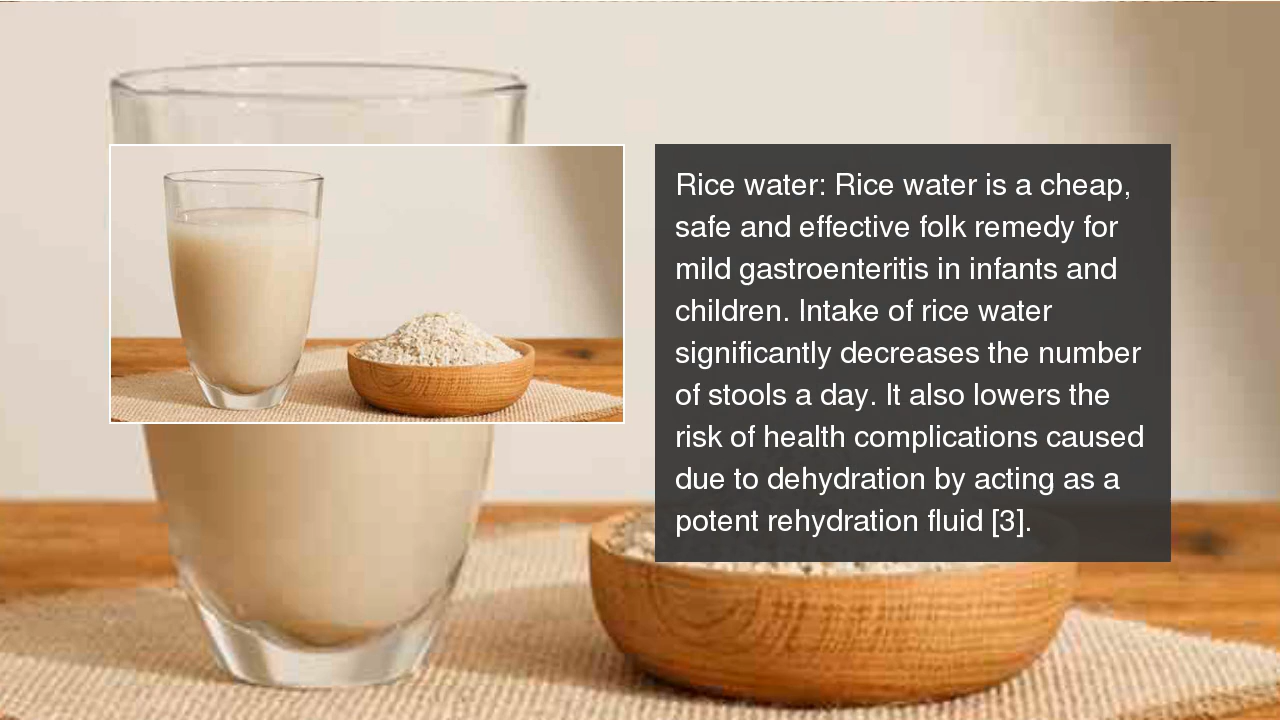 Rice water: Rice water is a cheap,
safe and effective folk remedy for
mild gastroenteritis in infants and
children. Intake of rice water
significantly decreases the number
of stools a day. It also lowers the
risk of health complications caused
due to dehydration by acting as a
potent rehydration fluid [3].